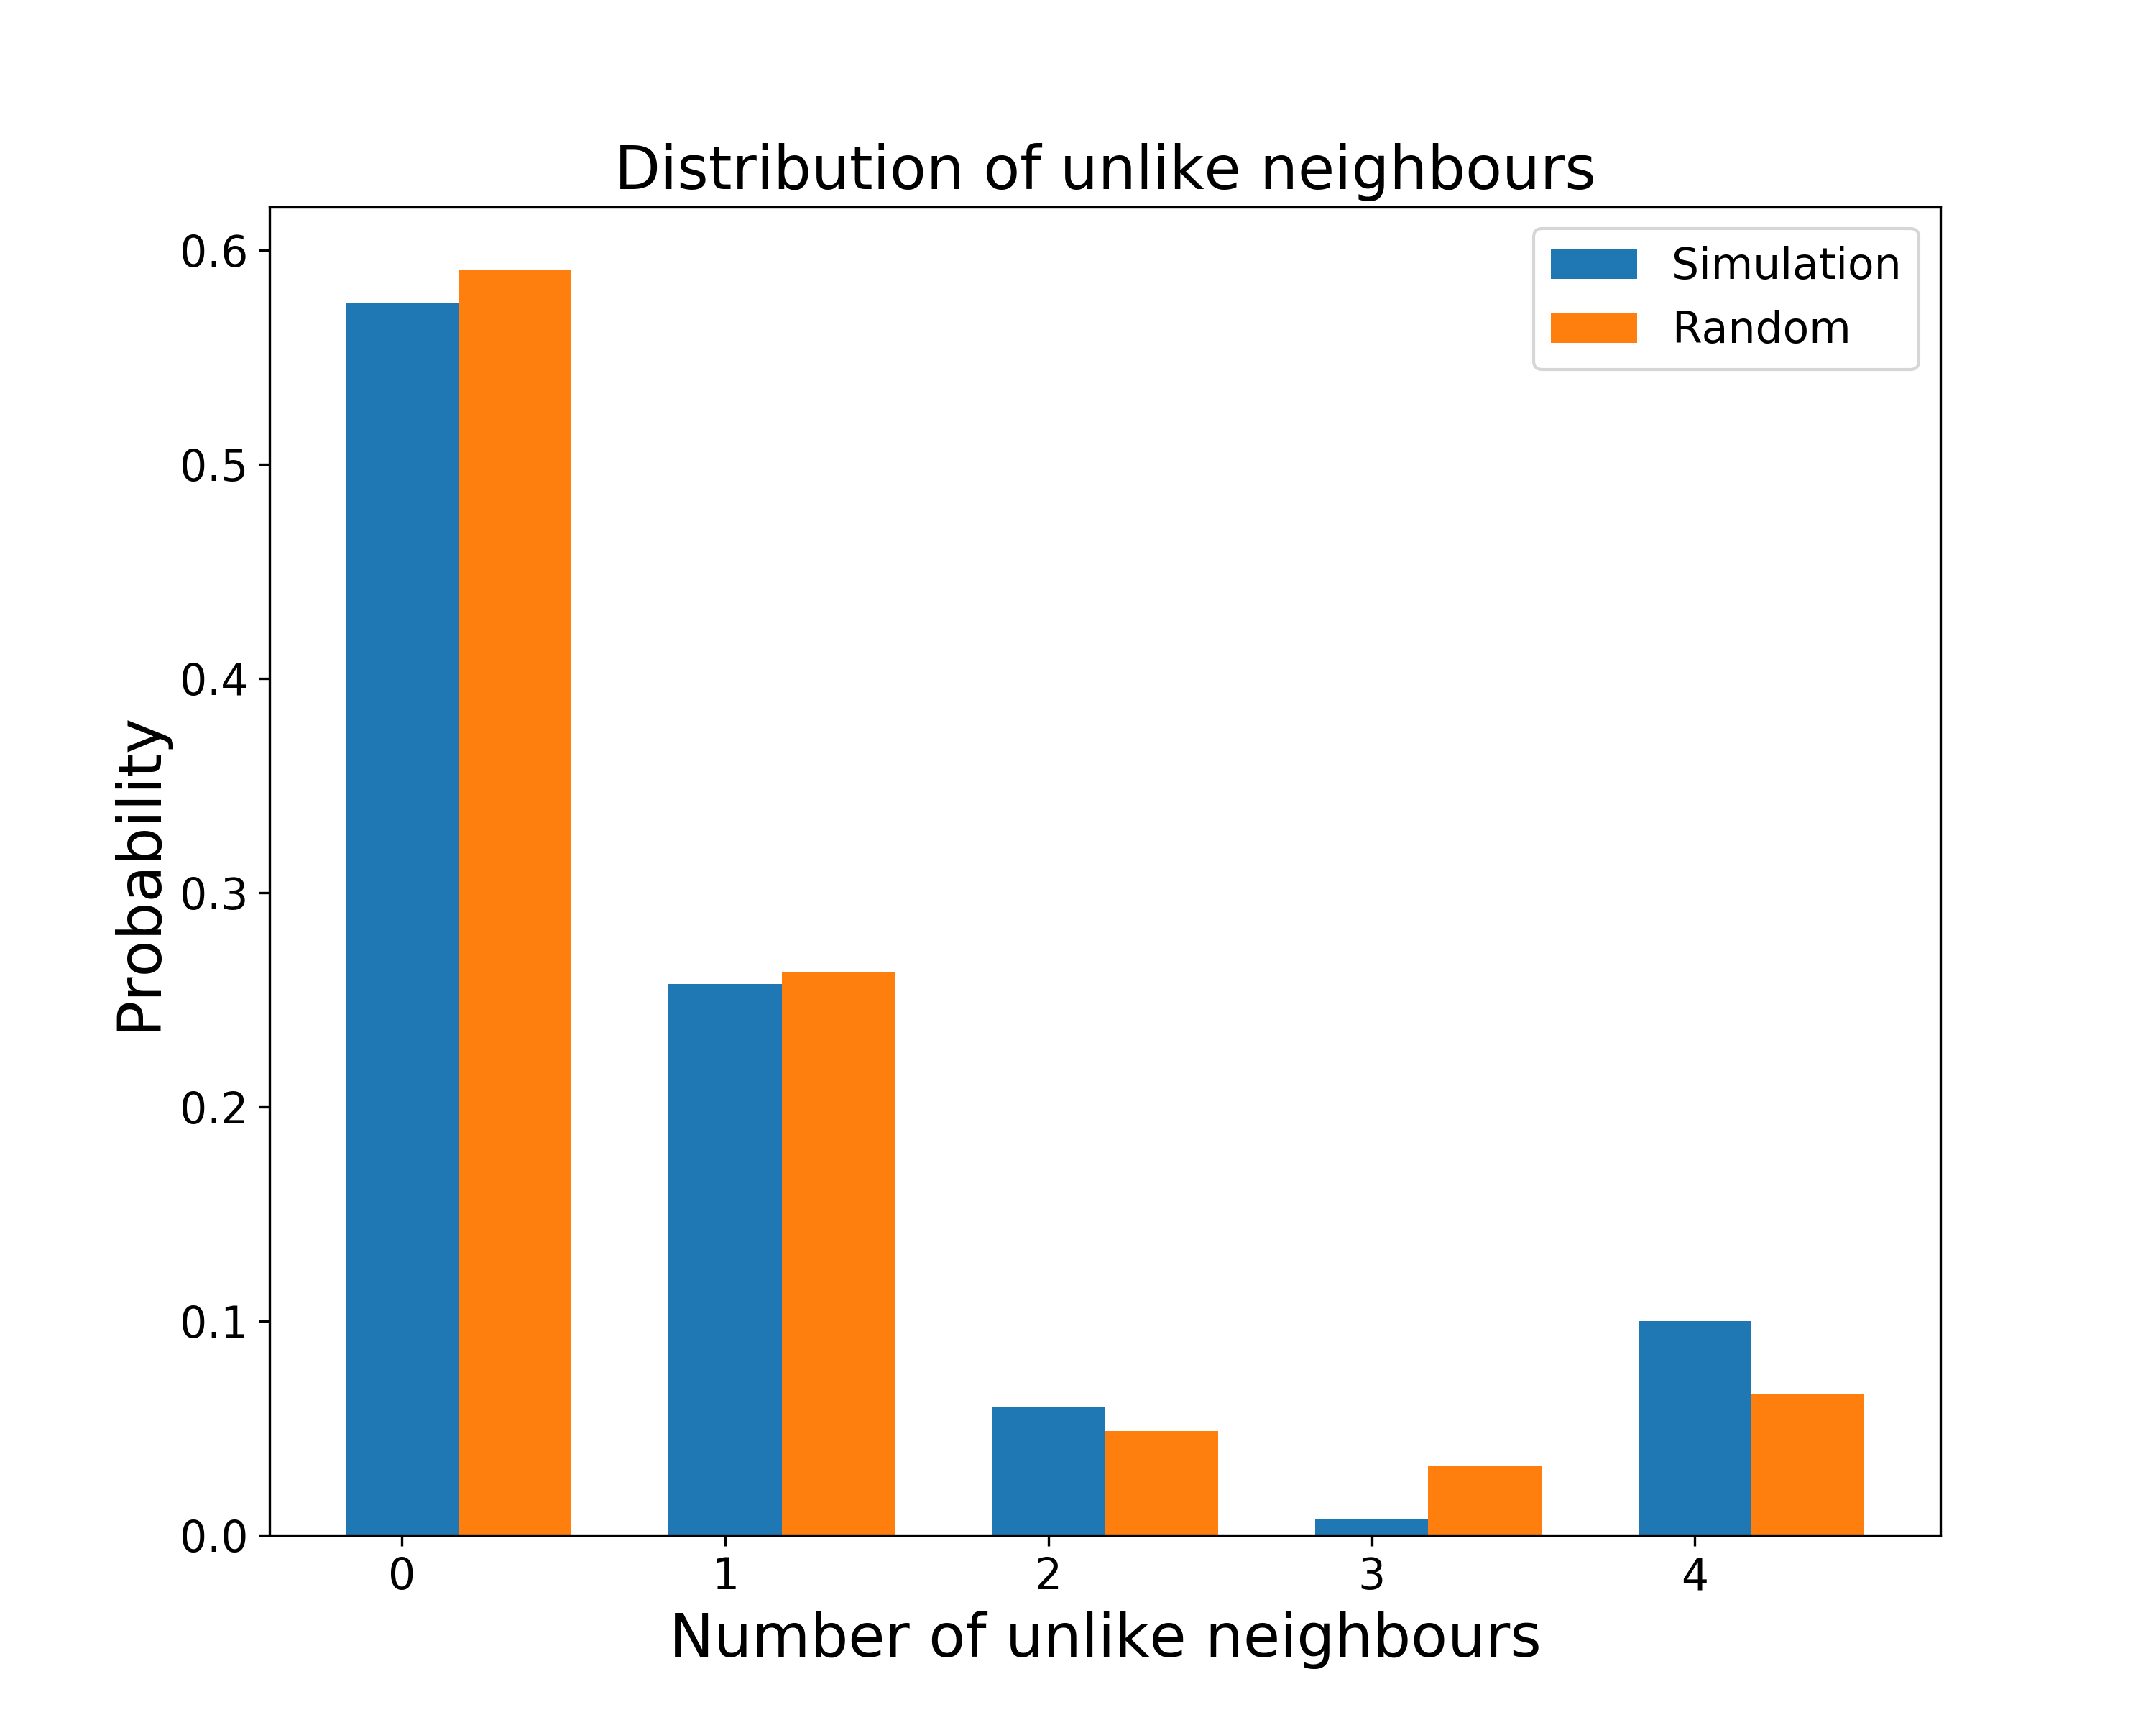 Distribution of unlike neighbours
Simulation
Random
Probability
0.6
0.5
0.4
0.3
0.2
0.1
0.0
0 1 2 3 4
Number of unlike neighbours